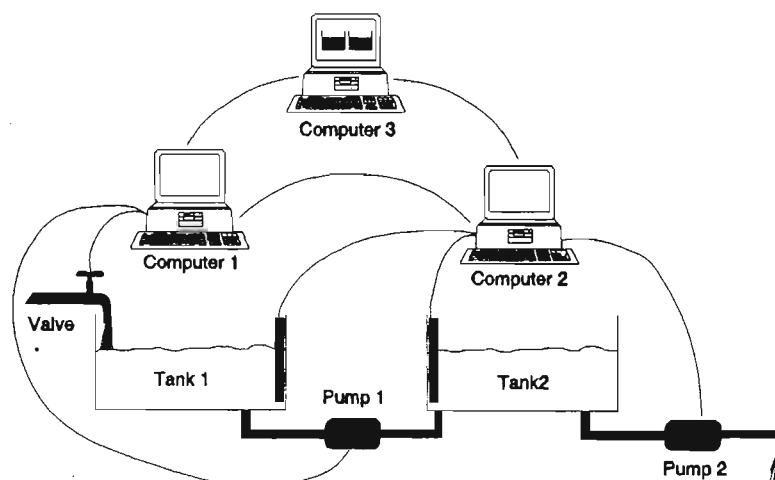 Computer 3
Computer 1
Computer 2
Valve
Tank 1
Tank2
Pump 1
Pump 2